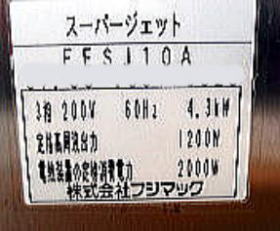 スーパージェット
FESJ10A
3相 200V 60Hz 4.3kW
定格高周波出力 1200W
電熱装置の定格消費電力 2000W
株式会社フジマック